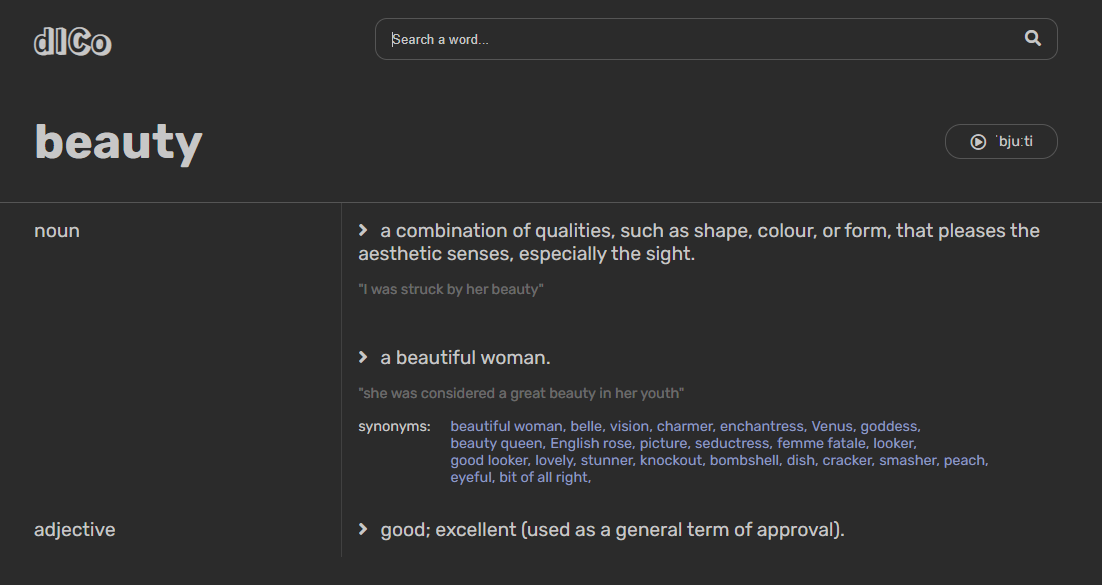 dICo
Search a word...
beauty
ˈbjuːti
noun
a combination of qualities, such as shape, colour, or form, that pleases the
aesthetic senses, especially the sight.
"I was struck by her beauty"
a beautiful woman.
"she was considered a great beauty in her youth"
synonyms:
beautiful woman, belle, vision, charmer, enchantress, Venus, goddess,
beauty queen, English rose, picture, seductress, femme fatale, looker,
good looker, lovely, stunner, knockout, bombshell, dish, cracker, smasher, peach,
eyeful, bit of all right,
adjective
good; excellent (used as a general term of approval).